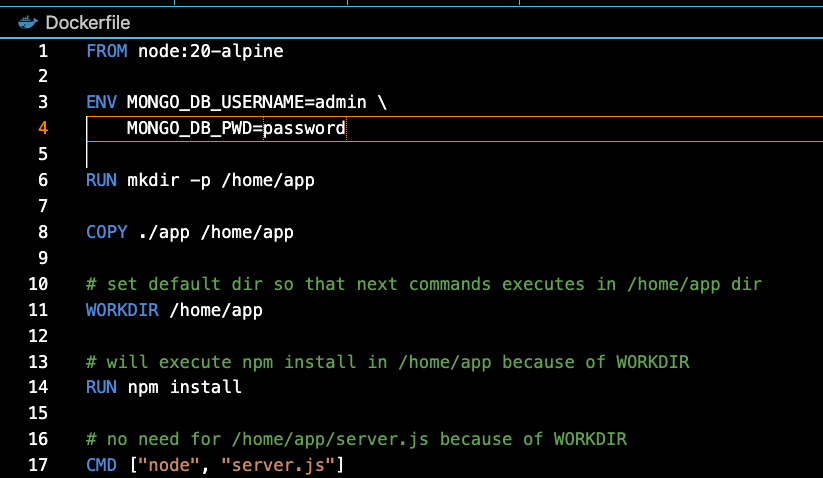 Dockerfile
1 FROM node:20-alpine
2
3 ENV MONGO_DB_USERNAME=admin \
4     MONGO_DB_PWD=password
5
6 RUN mkdir -p /home/app
7
8 COPY ./app /home/app
9
10 # set default dir so that next commands executes in /home/app dir
11 WORKDIR /home/app
12
13 # will execute npm install in /home/app because of WORKDIR
14 RUN npm install
15
16 # no need for /home/app/server.js because of WORKDIR
17 CMD ["node", "server.js"]